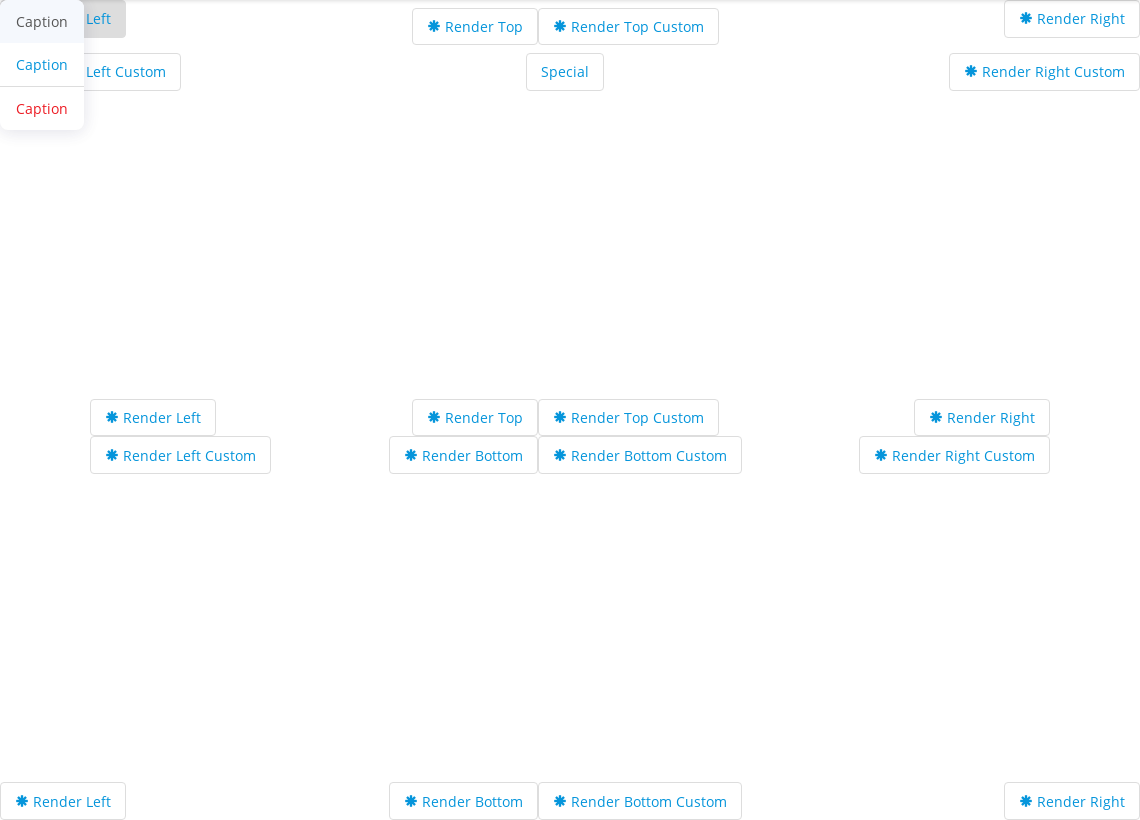 Caption
Left
Render Top
Render Top Custom
Render Right
Caption
Left Custom
Special
Render Right Custom
Caption
Render Left
Render Top
Render Top Custom
Render Right
Render Left Custom
Render Bottom
Render Bottom Custom
Render Right Custom
Render Left
Render Bottom
Render Bottom Custom
Render Right